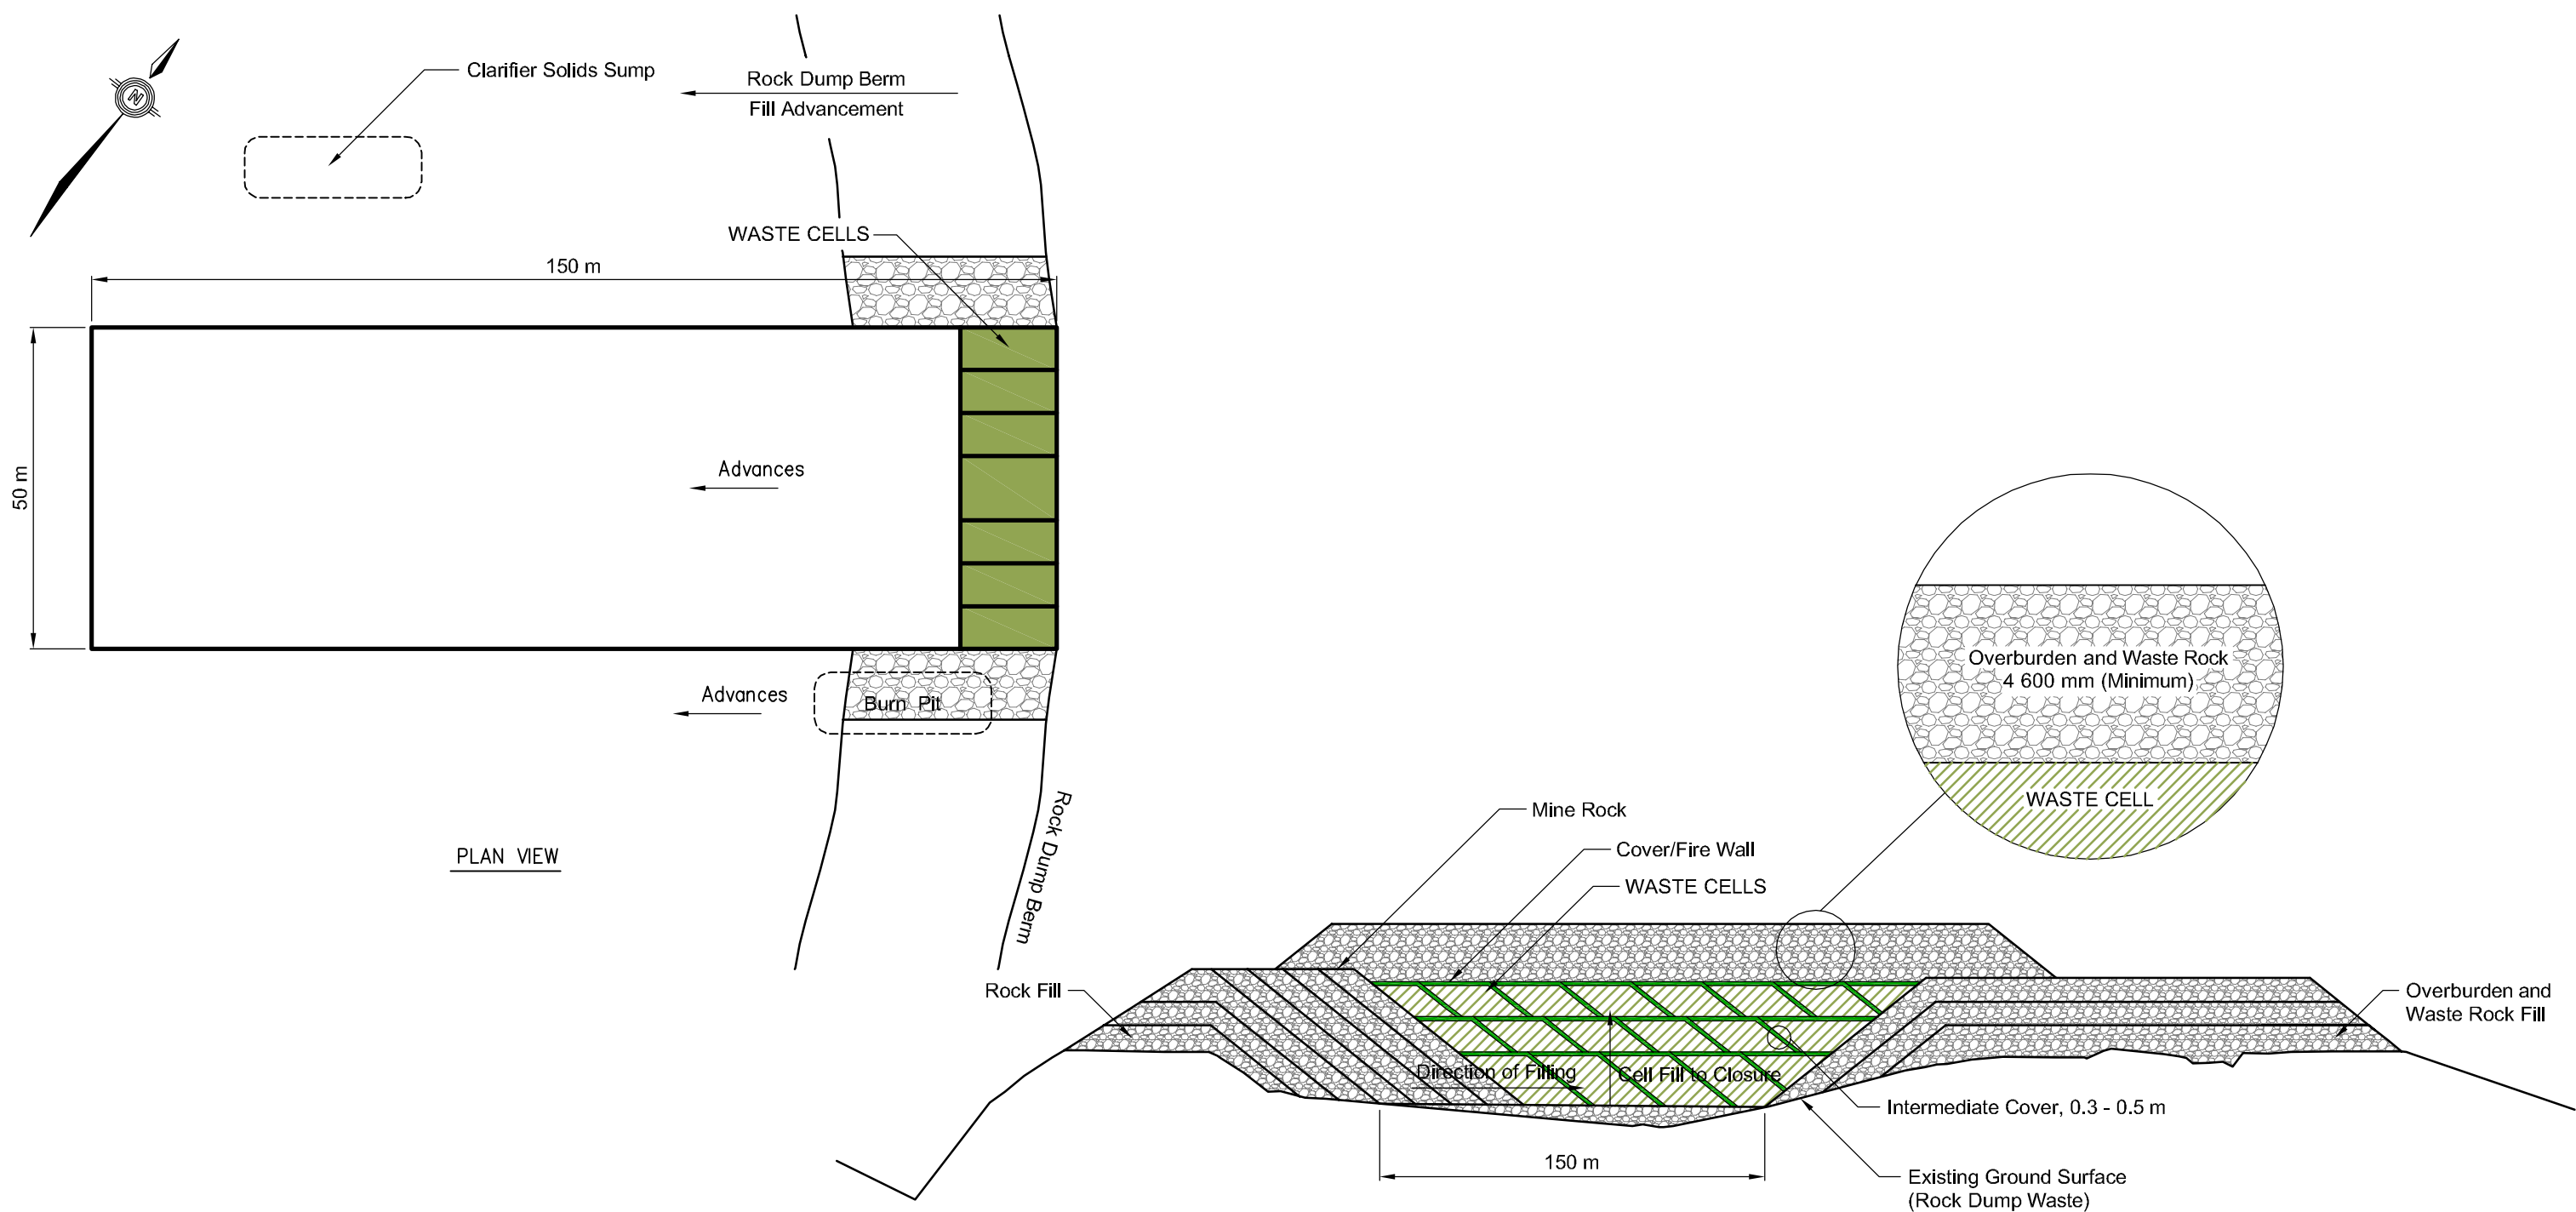 N
Clarifier Solids Sump
Rock Dump Berm
Fill Advancement
WASTE CELLS
150 m
50 m
Advances
Advances
Burn Pit
Rock Dump Berm
PLAN VIEW
Overburden and Waste Rock
4 600 mm (Minimum)
WASTE CELL
Mine Rock
Cover/Fire Wall
WASTE CELLS
Rock Fill
Overburden and
Waste Rock Fill
Direction of Filling
Cell Fill to Closure
Intermediate Cover, 0.3 - 0.5 m
150 m
Existing Ground Surface
(Rock Dump Waste)